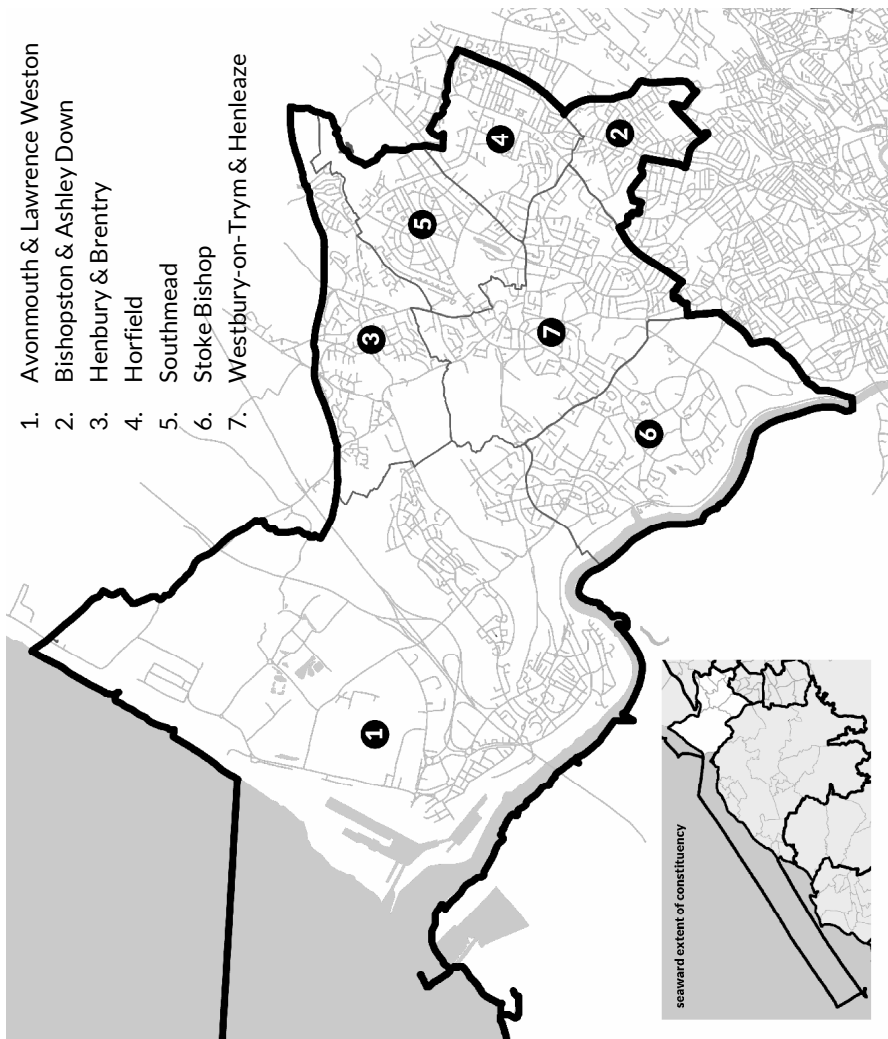 1. Avonmouth & Lawrence Weston
2. Bishopston & Ashley Down
3. Henbury & Brentry
4. Horfield
5. Southmead
6. Stoke Bishop
7. Westbury-on-Trym & Henleaze
1
3
5
4
7
2
6
seaward extent of constituency